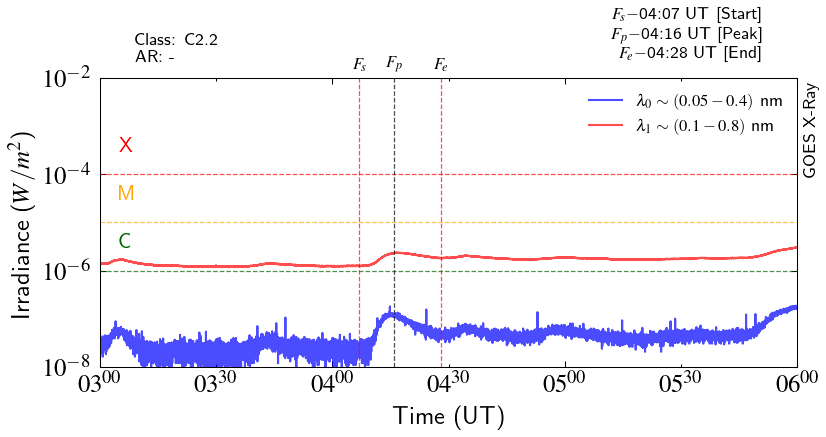 Fₛ−04:07 UT [Start]
Class: C2.2
Fₚ−04:16 UT [Peak]
AR: -
Fₑ−04:28 UT [End]
Fₛ Fₚ Fₑ
10⁻²
λ₀ ∼ (0.05 − 0.4) nm
λ₁ ∼ (0.1 − 0.8) nm
GOES X-Ray
X
10⁻⁴
M
C
10⁻⁶
10⁻⁸
Irradiance (W/m²)
03⁰⁰ 03³⁰ 04⁰⁰ 04³⁰ 05⁰⁰ 05³⁰ 06⁰⁰
Time (UT)